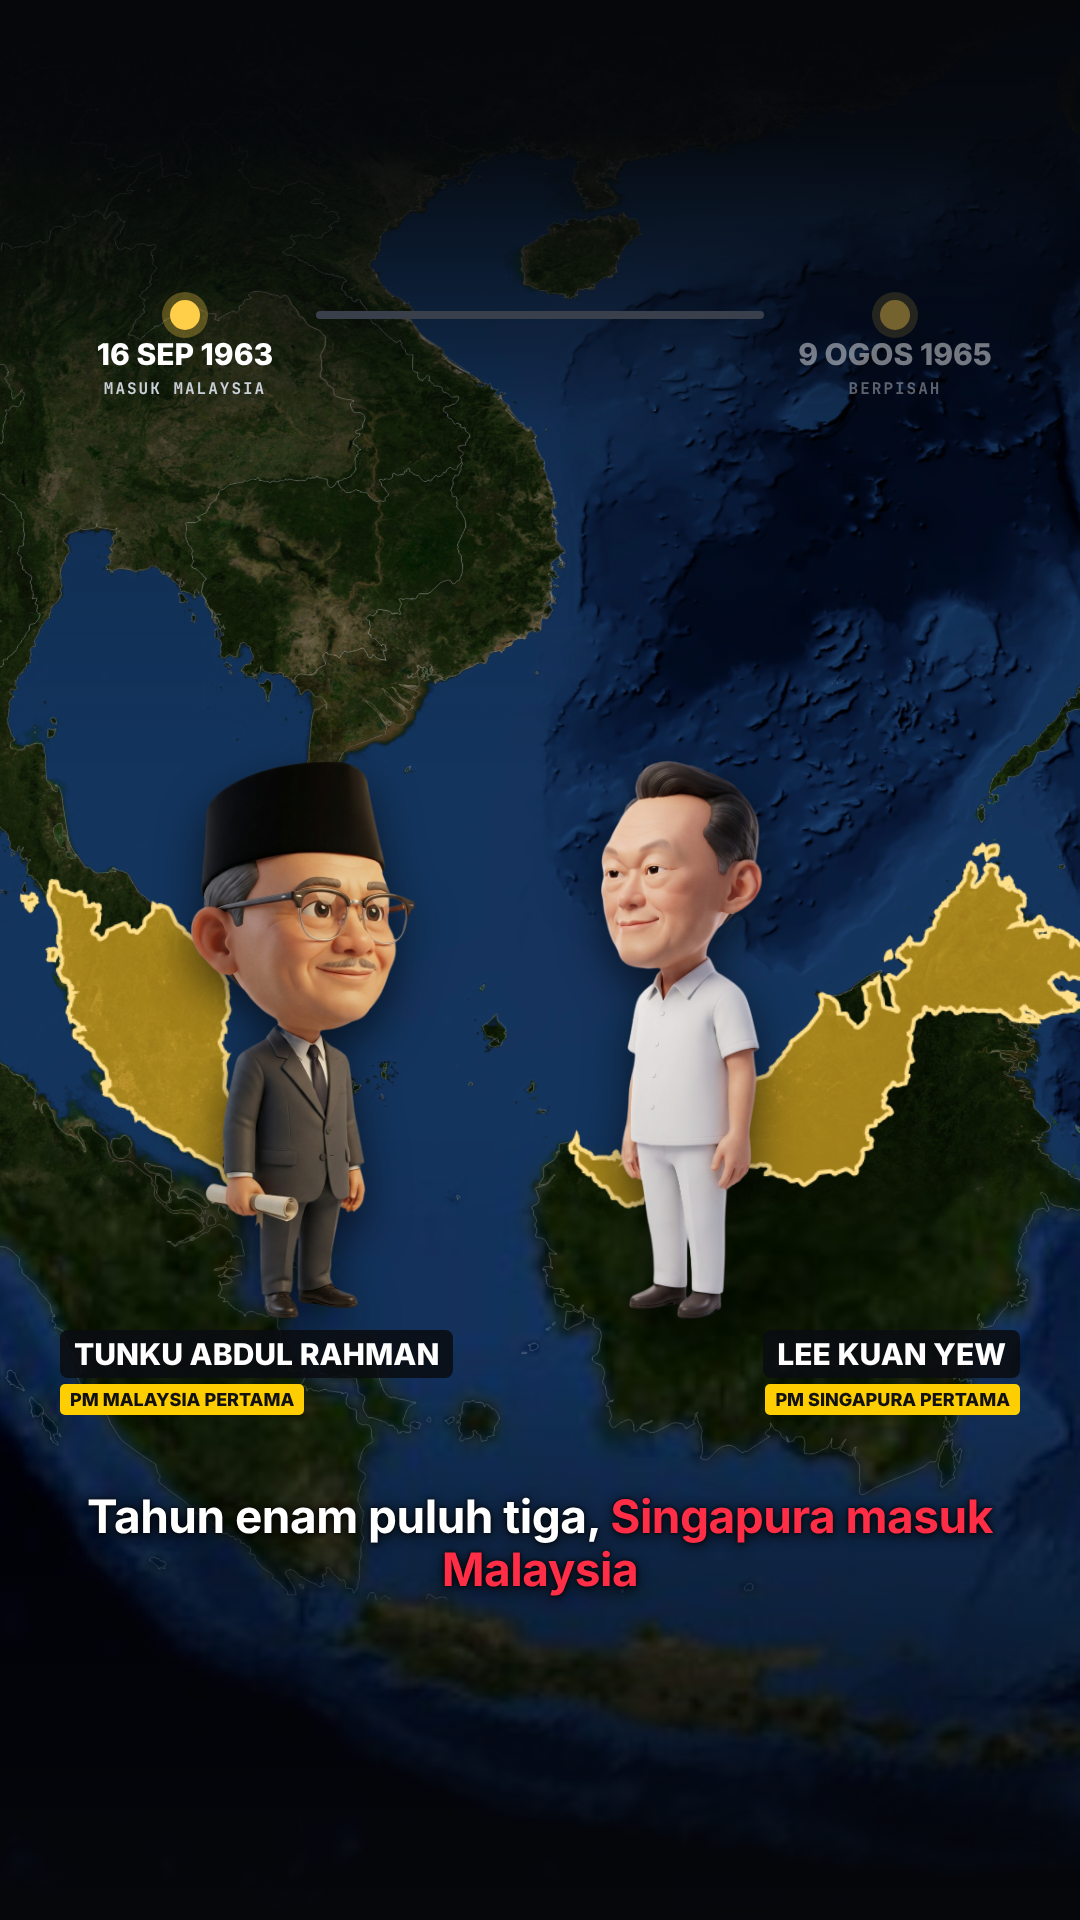 16 SEP 1963
MASUK MALAYSIA
9 OGOS 1965
BERPISAH
TUNKU ABDUL RAHMAN
PM MALAYSIA PERTAMA
LEE KUAN YEW
PM SINGAPURA PERTAMA
Tahun enam puluh tiga, Singapura masuk
Malaysia